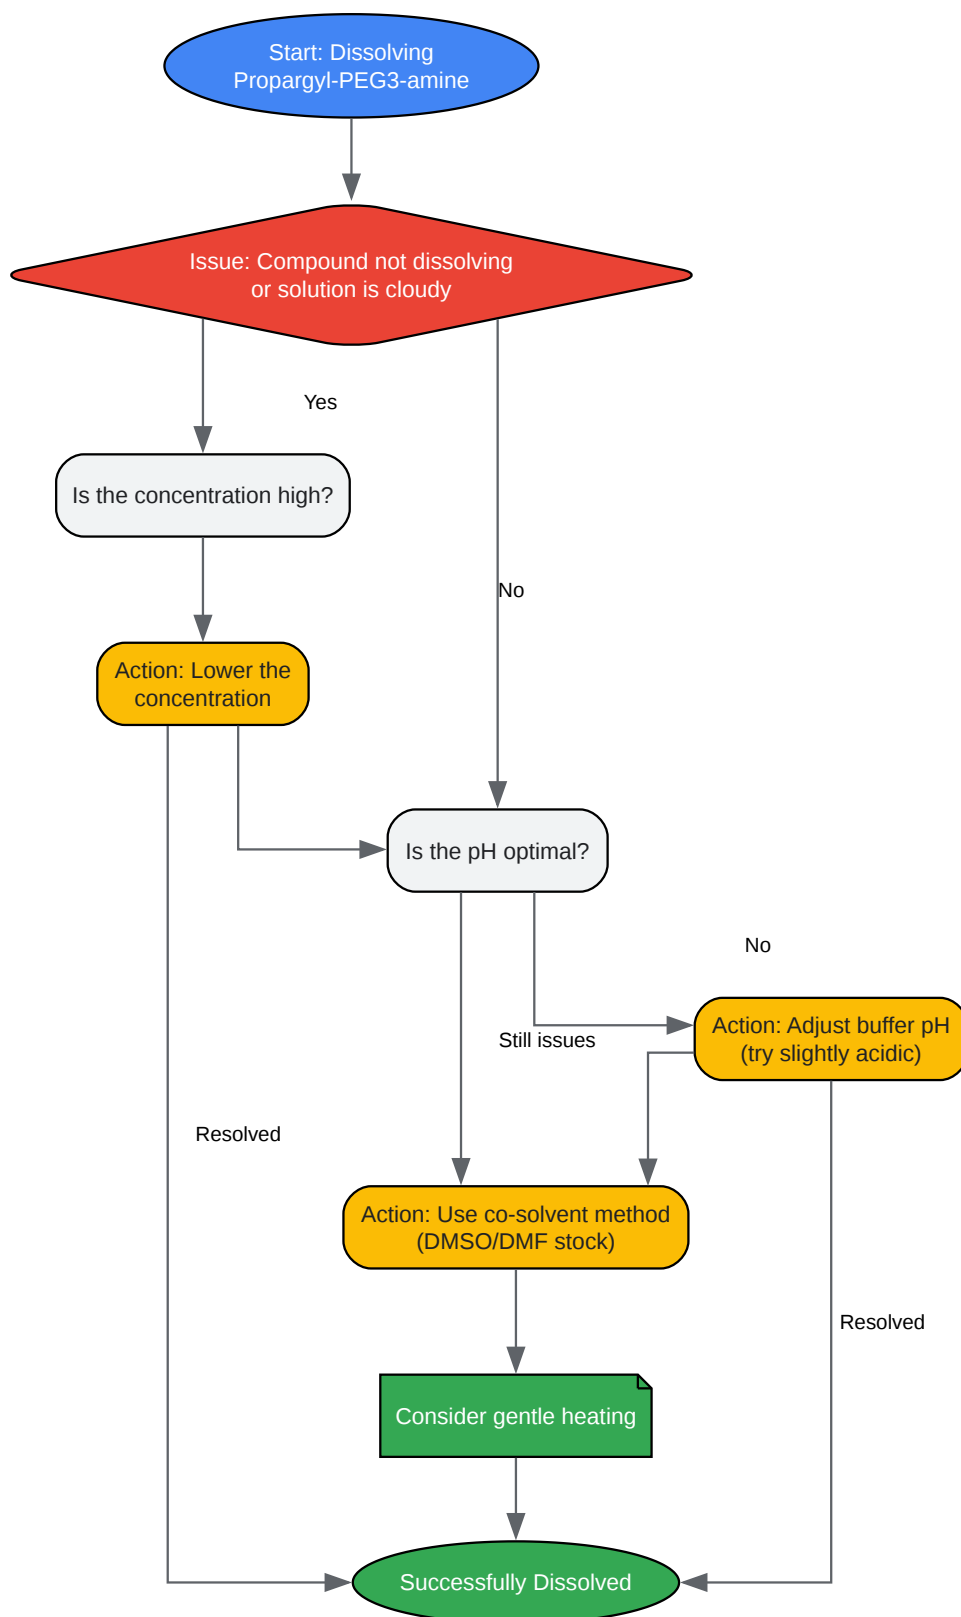 Start: Dissolving
Propargyl-PEG3-amine
Issue: Compound not dissolving
or solution is cloudy
Yes
Is the concentration high?
No
Action: Lower the
concentration
Is the pH optimal?
No
Action: Adjust buffer pH
(try slightly acidic)
Still issues
Resolved
Action: Use co-solvent method
(DMSO/DMF stock)
Resolved
Consider gentle heating
Successfully Dissolved